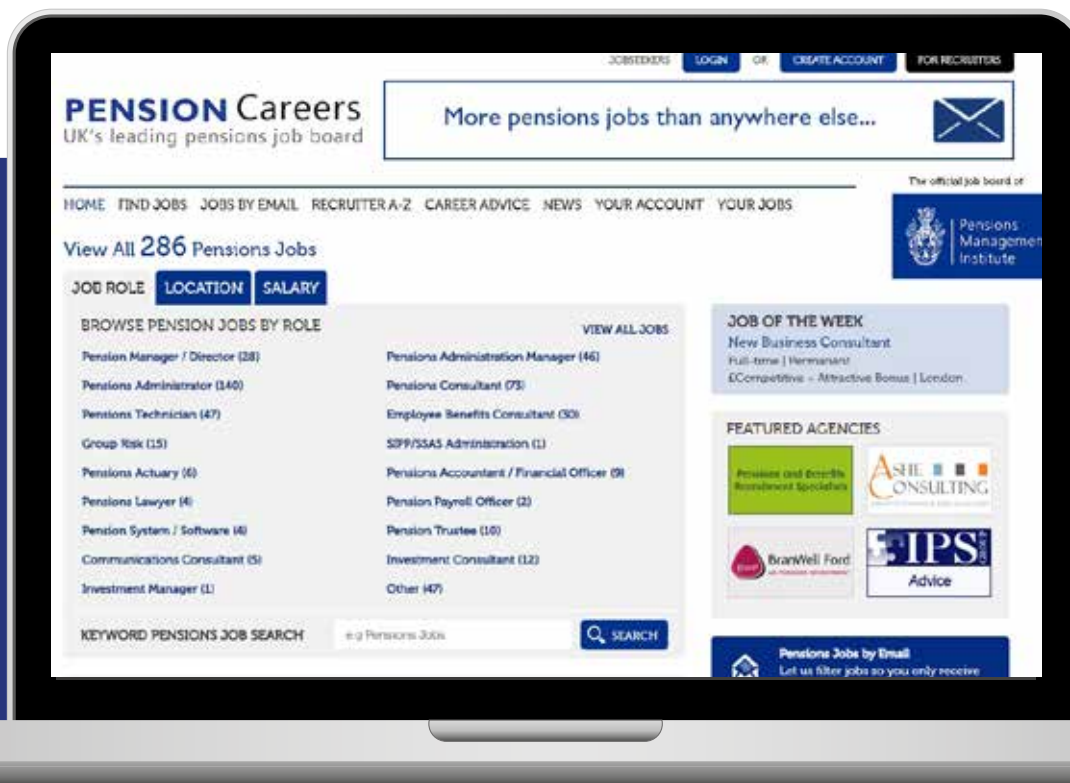 JOBSEEKERS LOGIN OR CREATE ACCOUNT FOR RECRUITERS
PENSION Careers
UK's leading pensions job board
More pensions jobs than anywhere else...
The official job board of
HOME FIND JOBS JOBS BY EMAIL RECRUITER A-Z CAREER ADVICE NEWS YOUR ACCOUNT YOUR JOBS
Pensions
Managemen
Institute
View All 286 Pensions Jobs
JOB ROLE LOCATION SALARY
BROWSE PENSION JOBS BY ROLE
VIEW ALL JOBS
Pension Manager / Director (28)
Pensions Administration Manager (46)
Pensions Administrator (140)
Pensions Consultant (75)
Pensions Technician (47)
Employee Benefits Consultant (30)
Group Risk (15)
SIPP/SSAS Administration (1)
Pensions Actuary (6)
Pensions Accountant / Financial Officer (9)
Pensions Lawyer (4)
Pension Payroll Officer (2)
Pension System / Software (4)
Pension Trustee (10)
Communications Consultant (5)
Investment Consultant (12)
Investment Manager (1)
Other (47)
KEYWORD PENSIONS JOB SEARCH e.g Pensions Jobs SEARCH
JOB OF THE WEEK
New Business Consultant
Full-time | Permanent
£Competitive - Attractive Bonus | London
FEATURED AGENCIES
Pensions and Benefits
Recruitment Specialists
ASHE
CONSULTING
BranWell Ford
IPS GROUP
Advice
Pensions Jobs by Email
Let us filter jobs so you only receive